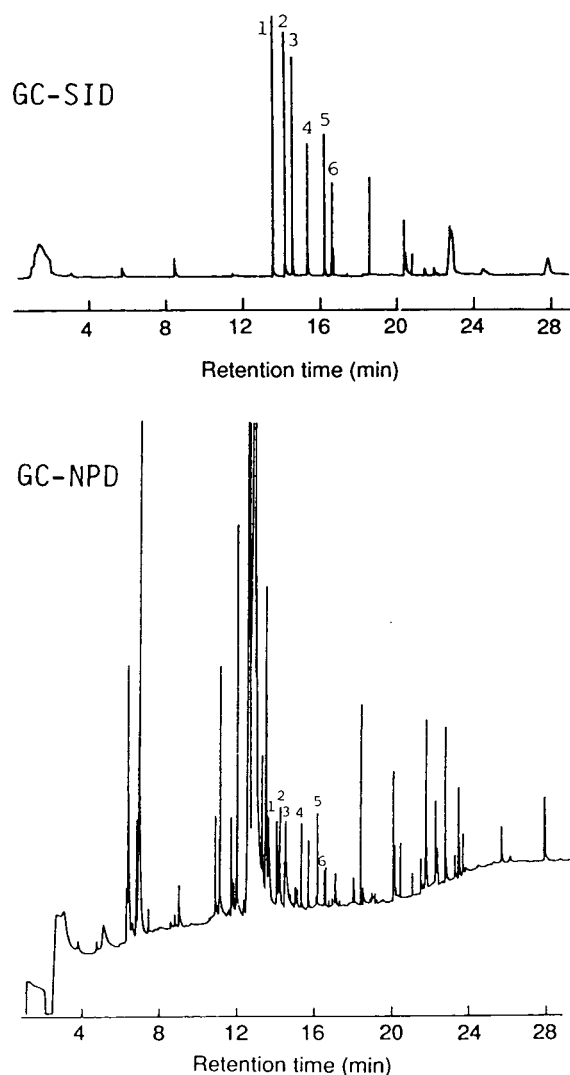 1 2
3
GC-SID
4 5
6
4 8 12 16 20 24 28
Retention time (min)
GC-NPD
1 2 3 4 5
6
4 8 12 16 20 24 28
Retention time (min)